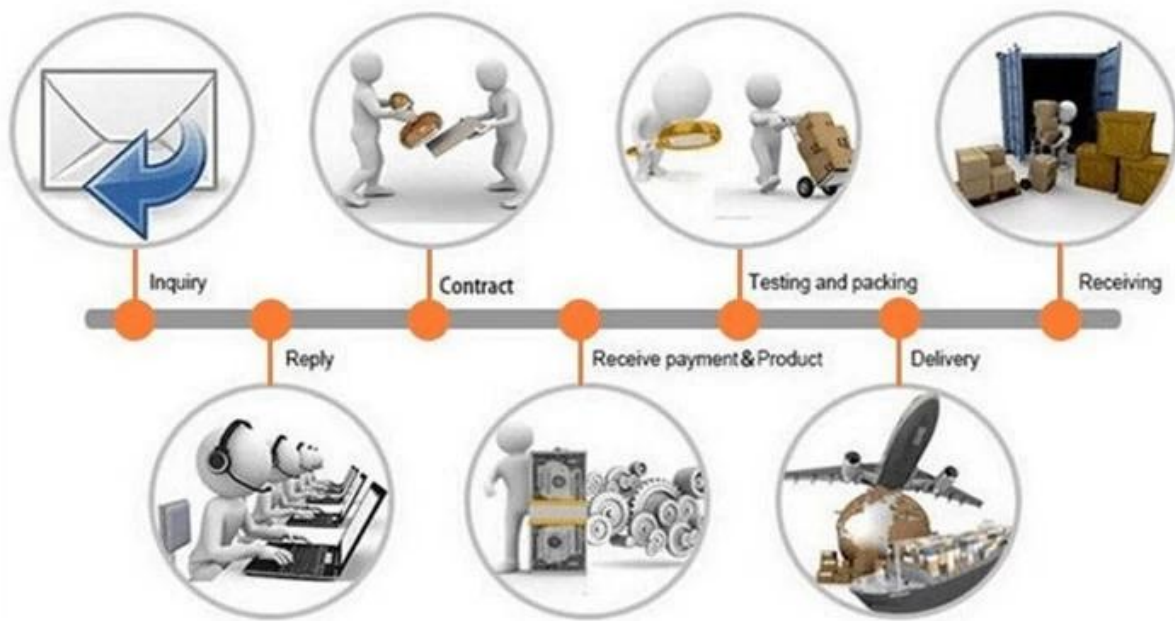 Inquiry
Reply
Contract
Receive payment & Product
Testing and packing
Delivery
Receiving